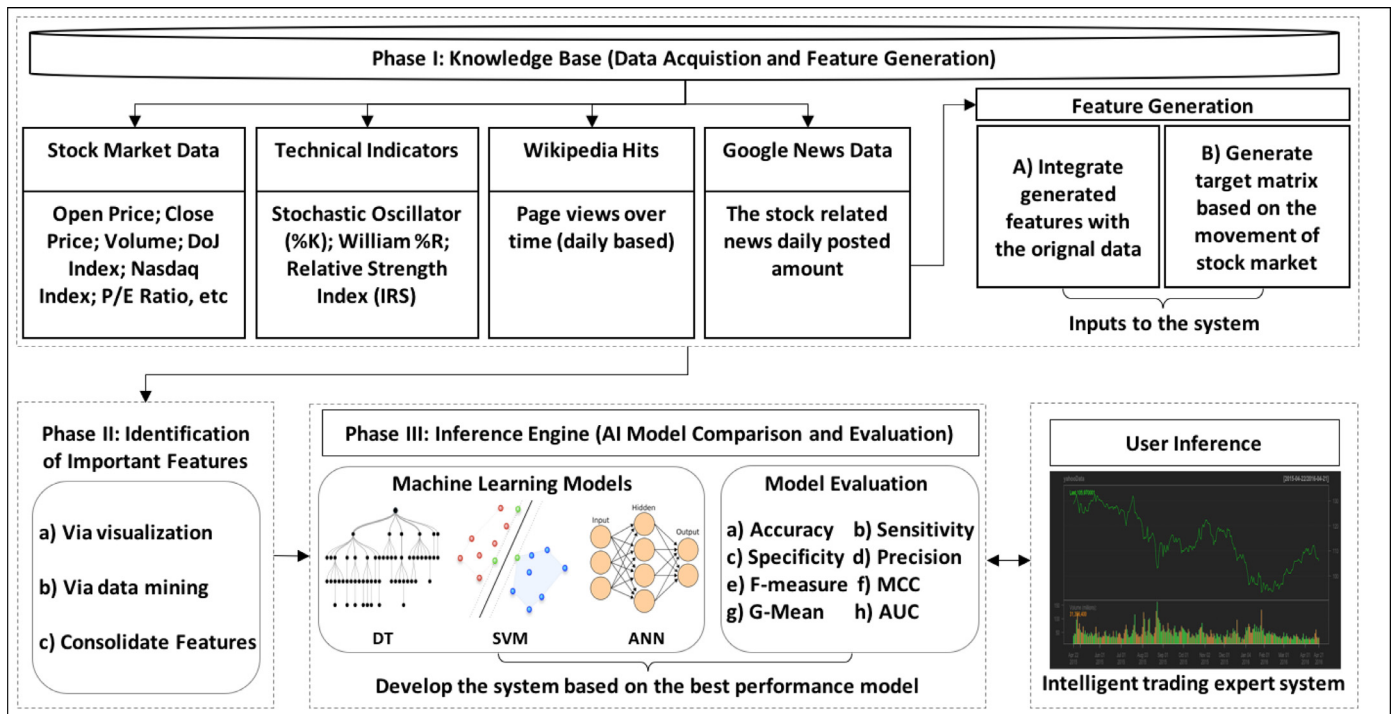 Phase I: Knowledge Base (Data Acquistion and Feature Generation)
Stock Market Data
Open Price; Close
Price; Volume; DoJ
Index; Nasdaq
Index; P/E Ratio, etc
Technical Indicators
Stochastic Oscillator
(%K); William %R;
Relative Strength
Index (IRS)
Wikipedia Hits
Page views over
time (daily based)
Google News Data
The stock related
news daily posted
amount
Feature Generation
A) Integrate
generated
features with
the orignal data
B) Generate
target matrix
based on the
movement of
stock market
Inputs to the system
Phase II: Identification
of Important Features
a) Via visualization
b) Via data mining
c) Consolidate Features
Phase III: Inference Engine (AI Model Comparison and Evaluation)
Machine Learning Models
Input
Hidden
Output
DT
SVM
ANN
Model Evaluation
a) Accuracy b) Sensitivity
c) Specificity d) Precision
e) F-measure f) MCC
g) G-Mean h) AUC
Develop the system based on the best performance model
User Inference
Intelligent trading expert system